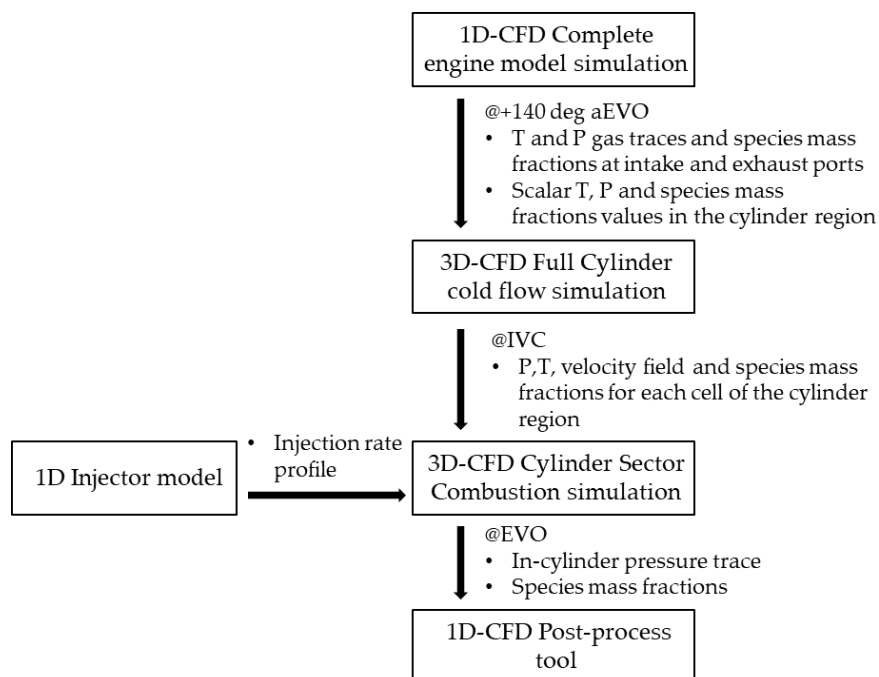 1D-CFD Complete
engine model simulation
@+140 deg aEVO
• T and P gas traces and species mass
fractions at intake and exhaust ports
• Scalar T, P and species mass
fractions values in the cylinder region
3D-CFD Full Cylinder
cold flow simulation
@IVC
• P,T, velocity field and species mass
fractions for each cell of the cylinder
region
1D Injector model
• Injection rate
profile
3D-CFD Cylinder Sector
Combustion simulation
@EVO
• In-cylinder pressure trace
• Species mass fractions
1D-CFD Post-process
tool